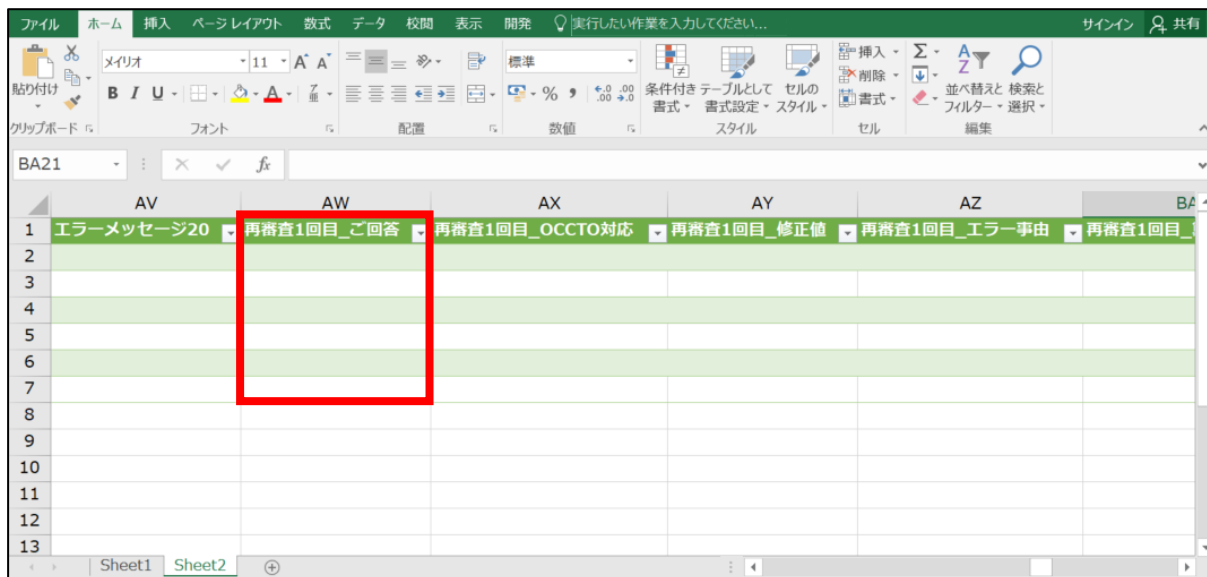 ファイル ホーム 挿入 ページ レイアウト 数式 データ 校閲 表示 開発 実行したい作業を入力してください... サインイン 共有
メイリオ 11 A A 標準 挿入 Σ
貼り付け B I U A % 条件付き書式 テーブルとして書式設定 セルのスタイル 削除 書式 並べ替えとフィルター 検索と選択
クリップボード フォント 配置 数値 スタイル セル 編集
BA21 fx
AV AW AX AY AZ BA
1 エラーメッセージ20 再審査1回目_ご回答 再審査1回目_OCCTO対応 再審査1回目_修正値 再審査1回目_エラー事由 再審査1回目_
2
3
4
5
6
7
8
9
10
11
12
13
Sheet1 Sheet2